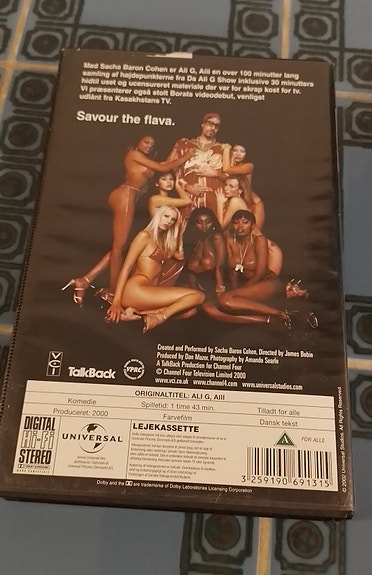 Med Sacha Baron Cohen er Ali G, Aiii en over 100 minutter lang
samling af højdepunkterne fra Da Ali G Show inklusive 30 minutters
hidtil uset og ucensureret materiale der var for skrap kost for tv.
Vi præsenterer også stolt Borats videodebut, venligst
udlånt fra Kasakhstans TV.
Savour the flava.
Created and Performed by Sacha Baron Cohen, Directed by James Bobin
Produced by Dan Mazer, Photography by Amanda Searle
A TalkBack Production for Channel Four
© Channel Four Television Limited 2000
www.vci.co.uk www.channel4.com www.universalstudios.com
VCI
TalkBack
VPRC
ORIGINALTITEL: ALI G, Aiii
Komedie
Spilletid: 1 time 43 min.
Tilladt for alle
Produceret: 2000
Farvefilm
Dansk tekst
DIGITAL
HI-FI
STEREO
UNIVERSAL
LEJEKASSETTE
A
FOR ALLE
3 259190 691315
Dolby and the DD are trademarks of Dolby Laboratories Licensing Corporation
© 2002 Universal Studios. All Rights Reserved.